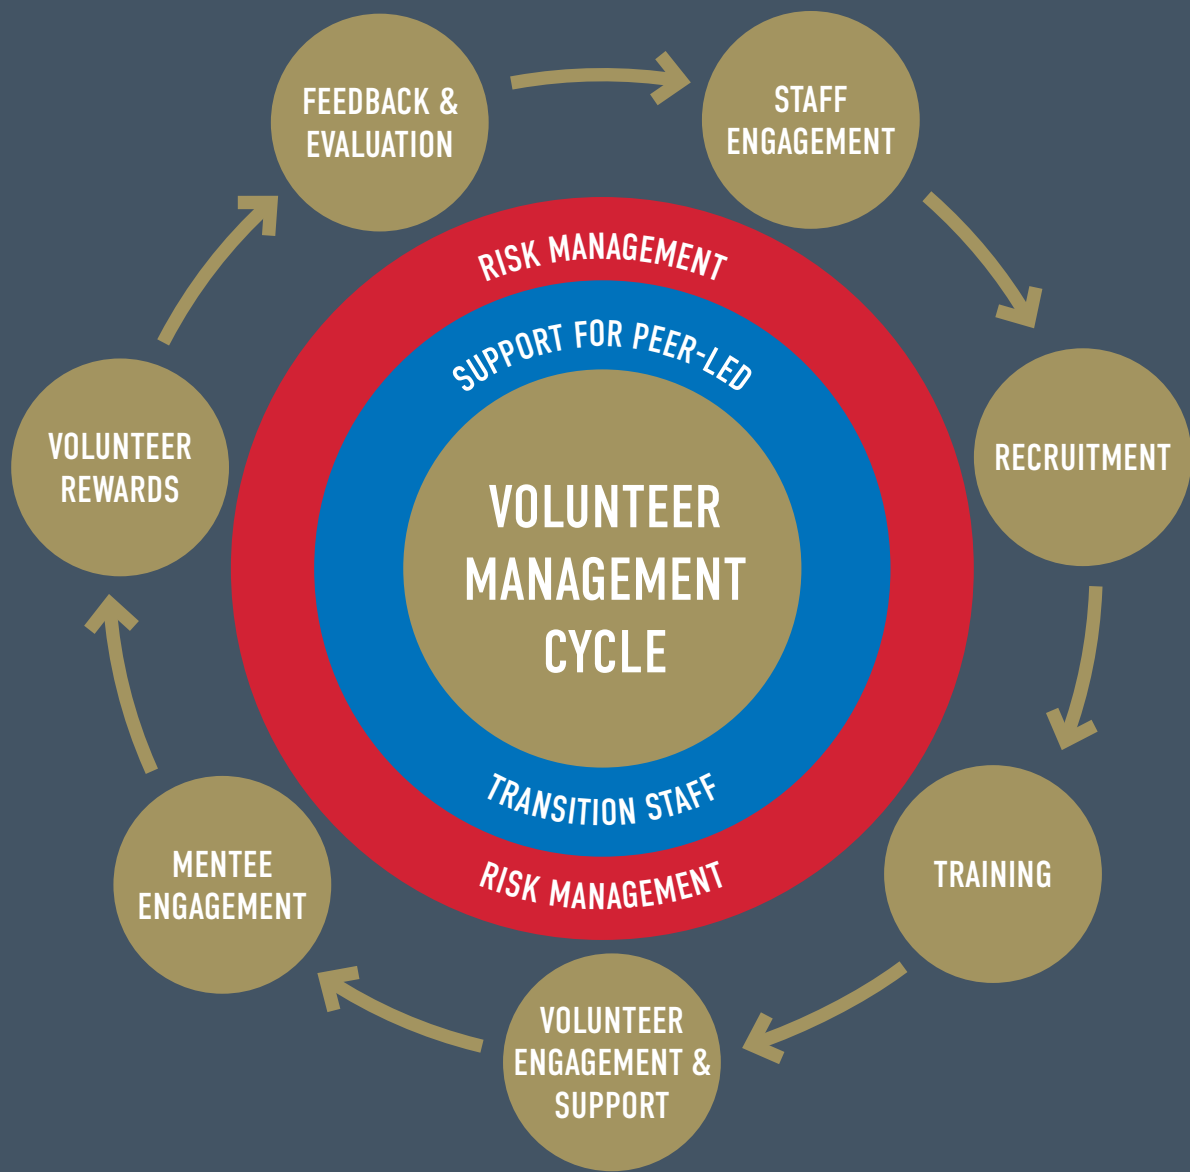 FEEDBACK &
EVALUATION
STAFF
ENGAGEMENT
RECRUITMENT
TRAINING
VOLUNTEER
ENGAGEMENT &
SUPPORT
MENTEE
ENGAGEMENT
VOLUNTEER
REWARDS
RISK MANAGEMENT
SUPPORT FOR PEER-LED
VOLUNTEER
MANAGEMENT
CYCLE
TRANSITION STAFF
RISK MANAGEMENT